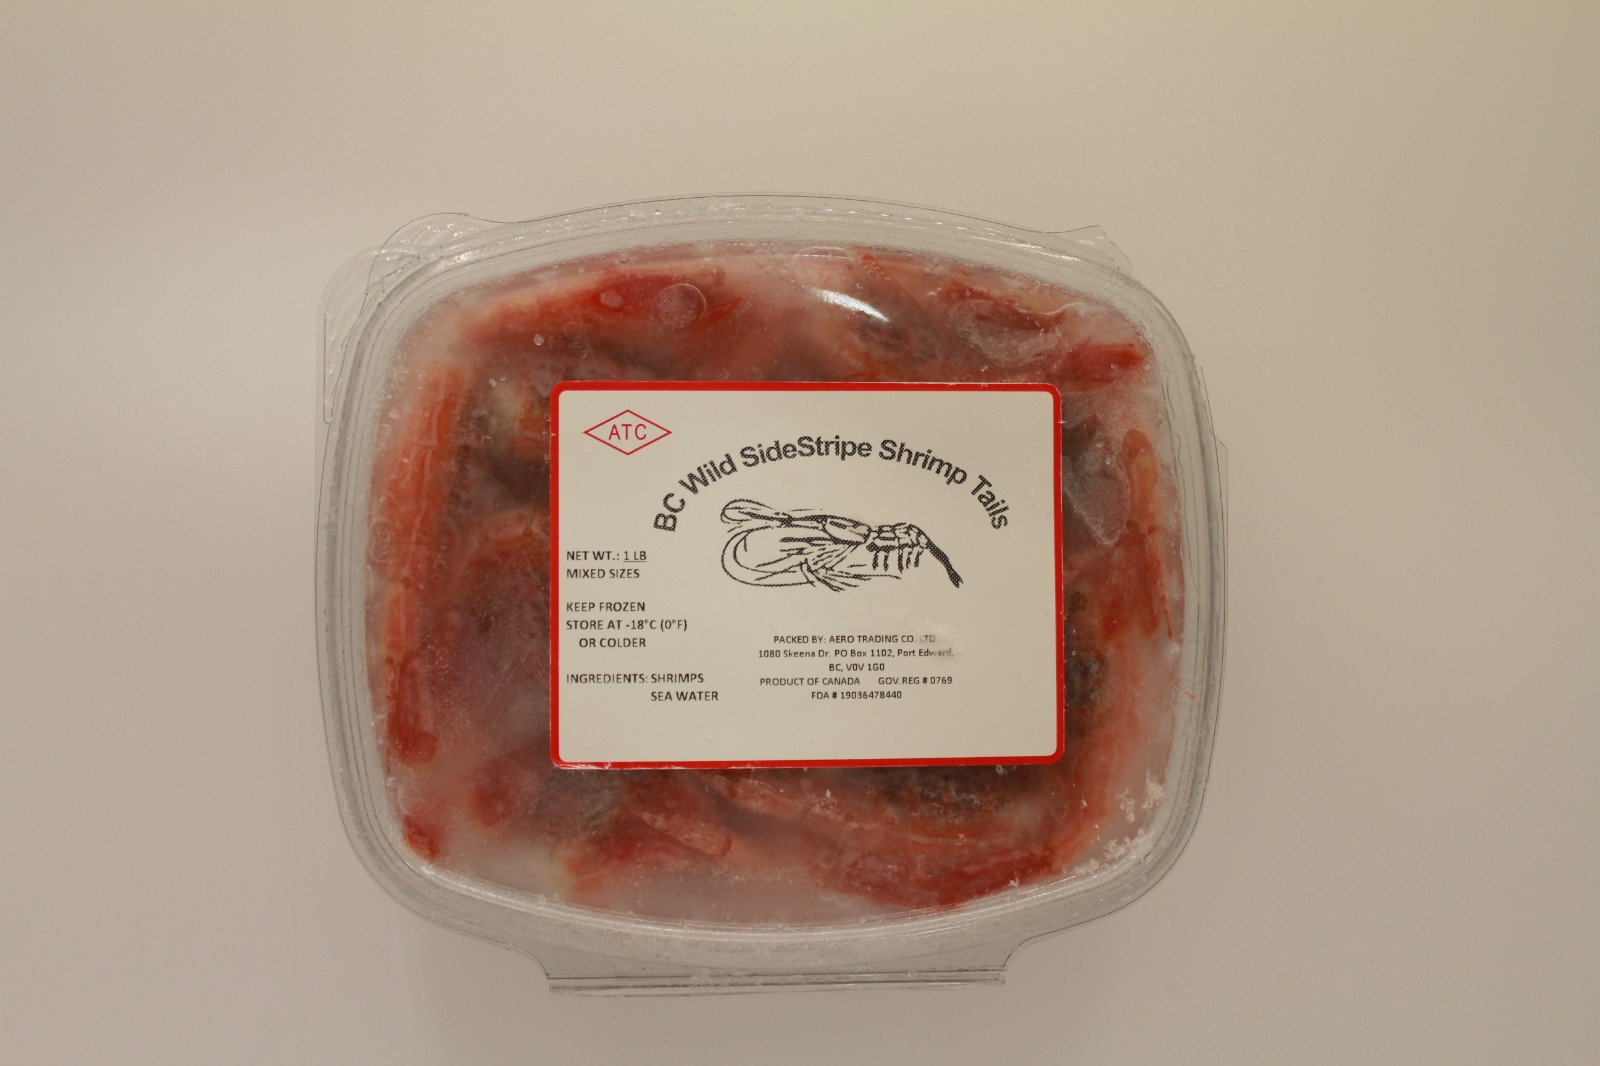 ATC
BC Wild SideStripe Shrimp Tails
NET WT.: 1 LB
MIXED SIZES
KEEP FROZEN
STORE AT -18°C (0°F)
OR COLDER
INGREDIENTS: SHRIMPS
SEA WATER
PACKED BY: AERO TRADING CO. LTD
1080 Skeena Dr. PO Box 1102, Port Edward,
BC, V0V 1G0
PRODUCT OF CANADA GOV.REG # 0769
FDA # 19036478440